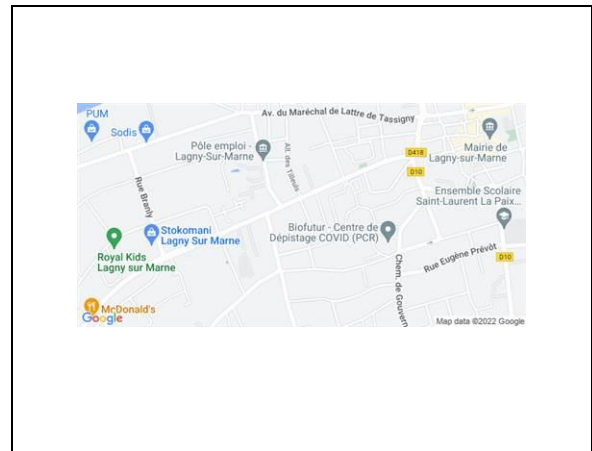 PUM
Sodis
Av. du Maréchal de Lattre de Tassigny
Pôle emploi -
Lagny-Sur-Marne
All. des Tilleuls
Mairie de
Lagny-sur-Marne
D418
D10
Ensemble Scolaire
Saint-Laurent La Paix...
Rue Branly
Stokomani
Lagny Sur Marne
Biofutur - Centre de
Dépistage COVID (PCR)
Royal Kids
Lagny sur Marne
Rue Eugène Prévôt
D10
Chem. de Gouvern
McDonald's
Google
Map data ©2022 Google